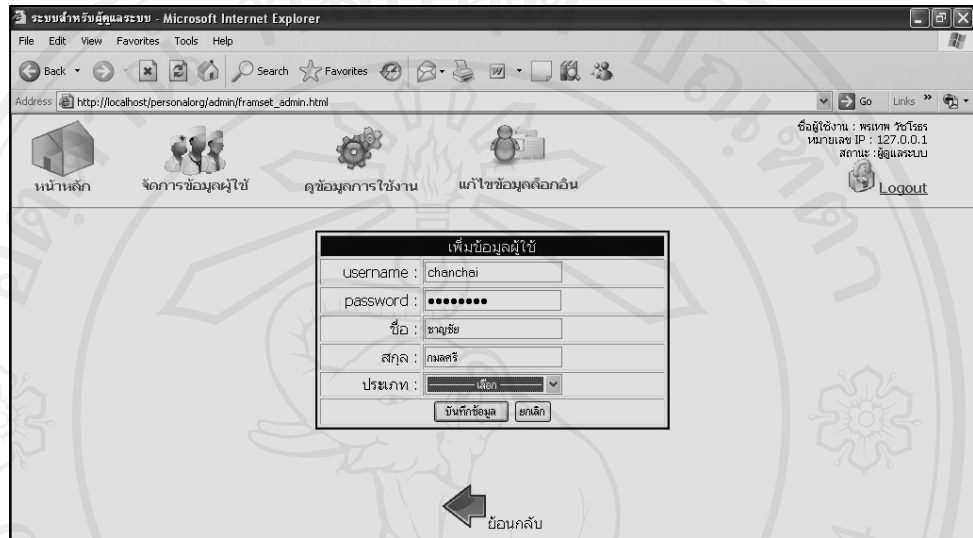 ระบบสำหรับผู้ดูแลระบบ - Microsoft Internet Explorer
File Edit View Favorites Tools Help
Back Search Favorites
Address http://localhost/personalorg/admin/framset_admin.html Go Links »
ชื่อผู้ใช้งาน : พรเทพ วัชโรธร
หมายเลข IP : 127.0.0.1
สถานะ :ผู้ดูแลระบบ
Logout
หน้าหลัก จัดการข้อมูลผู้ใช้ ดูข้อมูลการใช้งาน แก้ไขข้อมูลล็อกอิน
เพิ่มข้อมูลผู้ใช้
username : chanchai
password : ●●●●●●●●
ชื่อ : ชาญชัย
สกุล : กมลศรี
ประเภท : เลือก
บันทึกข้อมูล ยกเลิก
ย้อนกลับ